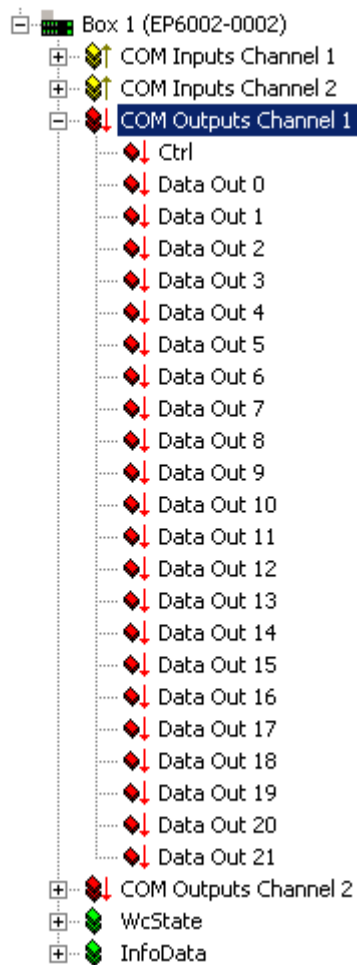 Box 1 (EP6002-0002)
COM Inputs Channel 1
COM Inputs Channel 2
COM Outputs Channel 1
Ctrl
Data Out 0
Data Out 1
Data Out 2
Data Out 3
Data Out 4
Data Out 5
Data Out 6
Data Out 7
Data Out 8
Data Out 9
Data Out 10
Data Out 11
Data Out 12
Data Out 13
Data Out 14
Data Out 15
Data Out 16
Data Out 17
Data Out 18
Data Out 19
Data Out 20
Data Out 21
COM Outputs Channel 2
WcState
InfoData